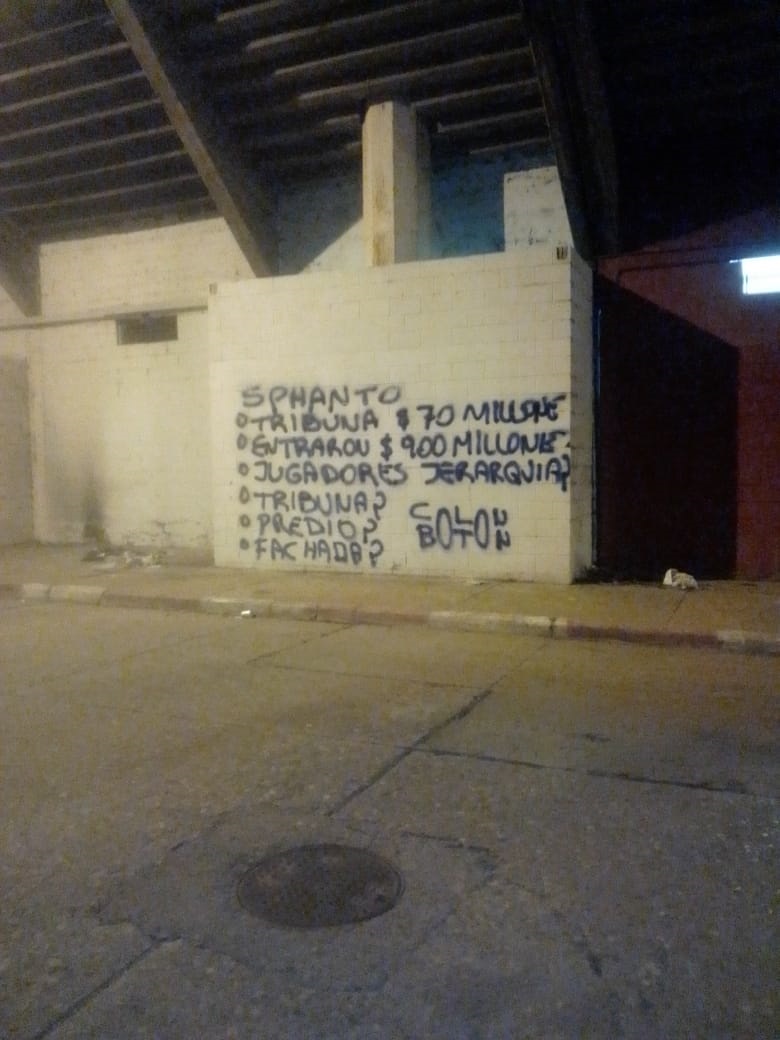 SPHANTO
TRIBUNA $70 MILLONE
ENTRARON $900 MILLONE
JUGADORES JERARQUIA?
TRIBUNA?
PREDIO?
FACHADA?
COLON
BOTON